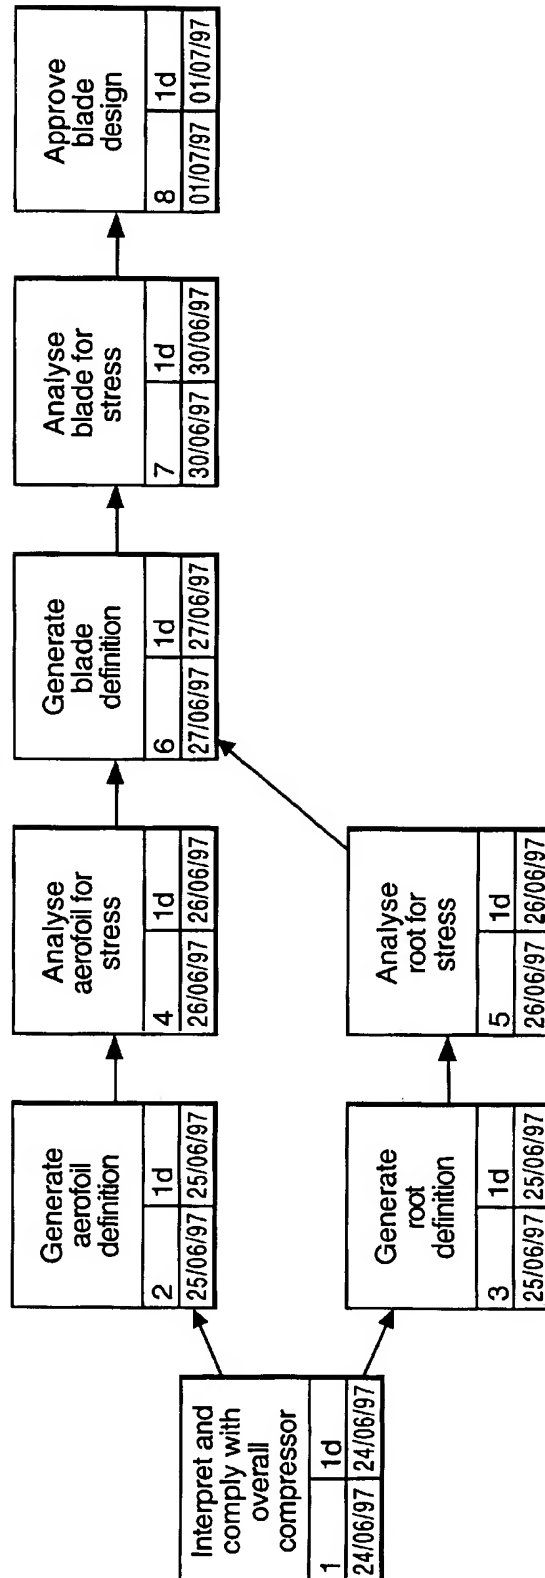 Interpret and
comply with
overall
compressor
1 1d
24/06/97 24/06/97
Generate
aerofoil
definition
2 1d
25/06/97 25/06/97
Generate
root
definition
3 1d
25/06/97 25/06/97
Analyse
aerofoil for
stress
4 1d
26/06/97 26/06/97
Analyse
root for
stress
5 1d
26/06/97 26/06/97
Generate
blade
definition
6 1d
27/06/97 27/06/97
Analyse
blade for
stress
7 1d
30/06/97 30/06/97
Approve
blade
design
8 1d
01/07/97 01/07/97